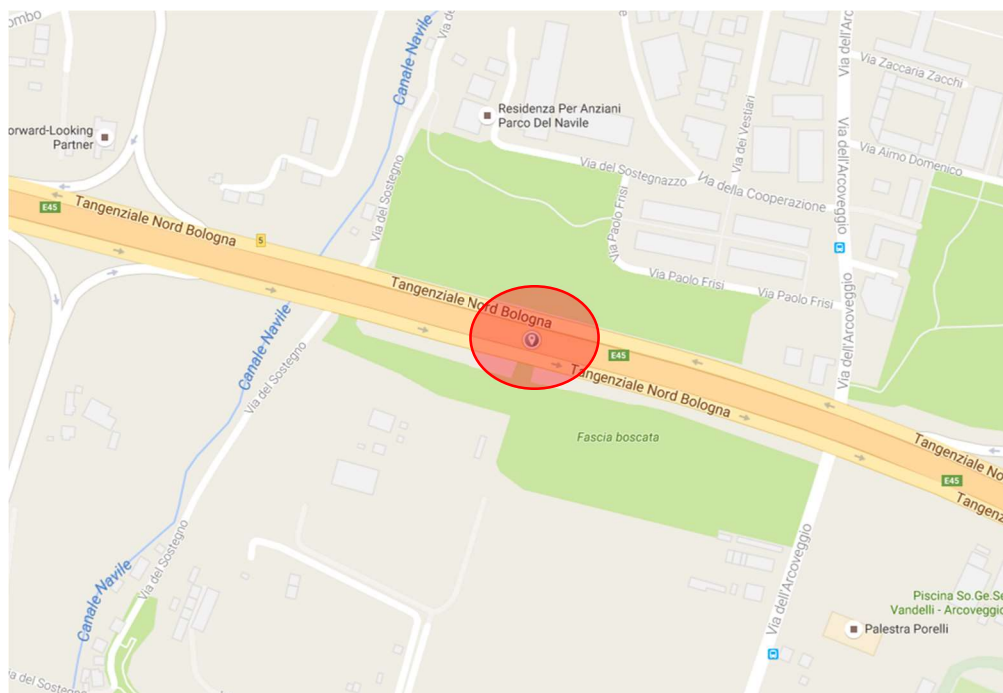 ombo
Canale Navile
Via de
Via dell'Arco
Via Zaccaria Zacchi
orward-Looking
Partner
Residenza Per Anziani
Parco Del Navile
Via dei Vestiari
Via dell'Arcoveggio
Via Aimo Domenico
Via del Sostegnazzo
Via della Cooperazione
Via del Sostegno
Via Paolo Frisi
E45
Tangenziale Nord Bologna
5
Via Paolo Frisi
Via Paolo Frisi
Tangenziale Nord Bologna
Via dell'Arcoveggio
E45
Tangenziale Nord Bologna
Canale Navile
Via del Sostegno
Fascia boscata
Tangenziale No
E45
Tangenz
Via del Sostegno
Via dell'Arcoveggio
Canale Navile
Piscina So.Ge.Se
Vandelli - Arcoveggio
Palestra Porelli
ia del Sostegno